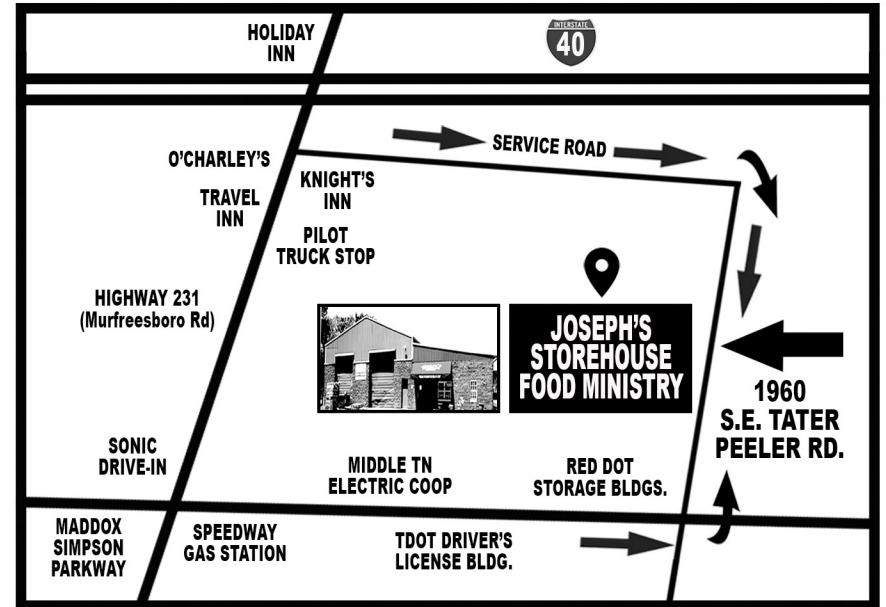 HOLIDAY
INN
INTERSTATE
40
SERVICE ROAD
O'CHARLEY'S
KNIGHT'S
INN
TRAVEL
INN
PILOT
TRUCK STOP
HIGHWAY 231
(Murfreesboro Rd)
JOSEPH'S
STOREHOUSE
FOOD MINISTRY
1960
S.E. TATER
PEELER RD.
SONIC
DRIVE-IN
MIDDLE TN
ELECTRIC COOP
RED DOT
STORAGE BLDGS.
MADDOX
SIMPSON
PARKWAY
SPEEDWAY
GAS STATION
TDOT DRIVER'S
LICENSE BLDG.